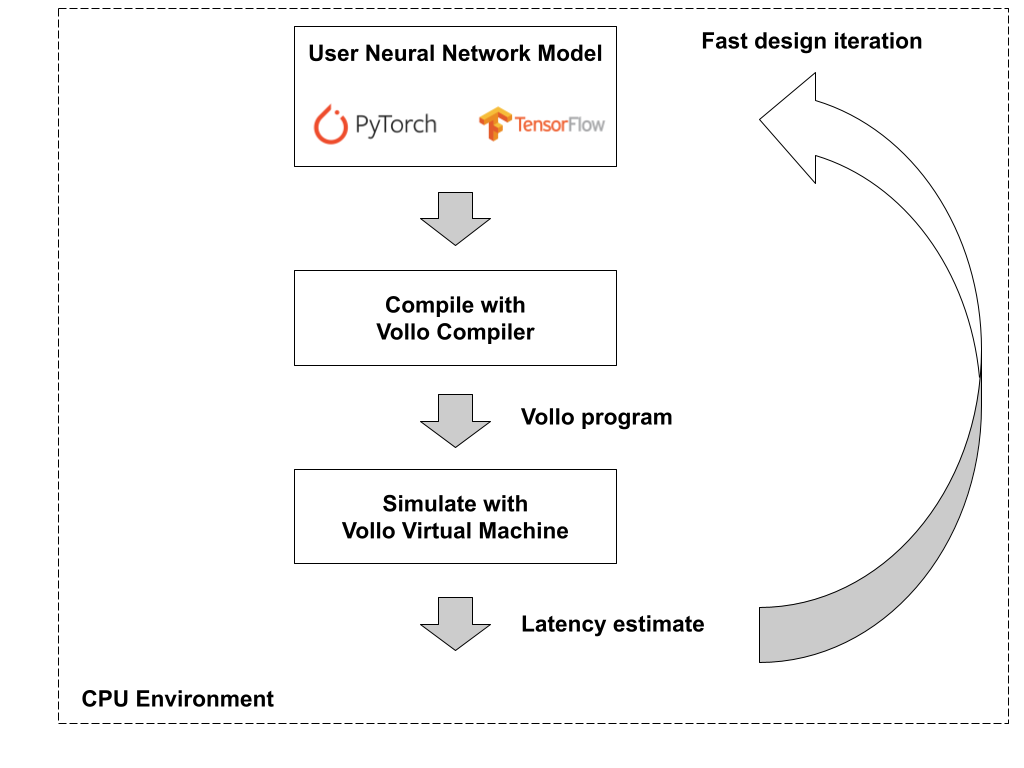 User Neural Network Model
Fast design iteration
PyTorch
TensorFlow
Compile with
Vollo Compiler
Vollo program
Simulate with
Vollo Virtual Machine
Latency estimate
CPU Environment